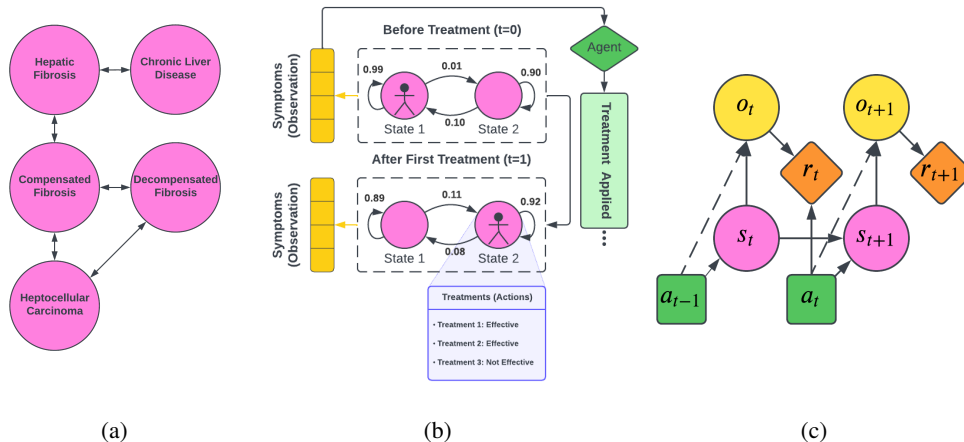 Hepatic
Fibrosis
Chronic Liver
Disease
Compensated
Fibrosis
Decompensated
Fibrosis
Heptocellular
Carcinoma
(a)
Before Treatment (t=0)
Symptoms
(Observation)
0.99
0.01
0.90
0.10
State 1
State 2
After First Treatment (t=1)
Symptoms
(Observation)
0.89
0.11
0.92
0.08
State 1
State 2
Treatments (Actions)
• Treatment 1: Effective
• Treatment 2: Effective
• Treatment 3: Not Effective
Agent
Treatment Applied
...
(b)
o_t
o_{t+1}
r_t
r_{t+1}
s_t
s_{t+1}
a_{t−1}
a_t
(c)